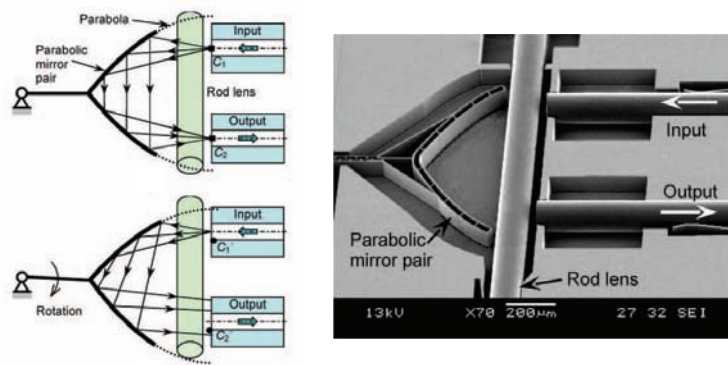 Parabola
Input
Parabolic
mirror pair
C1
Rod lens
Output
C2
Input
C1′
Output
Rotation
C2′
Input
Output
Parabolic
mirror pair
Rod lens
13kV X70 200μm 27 32 SEI